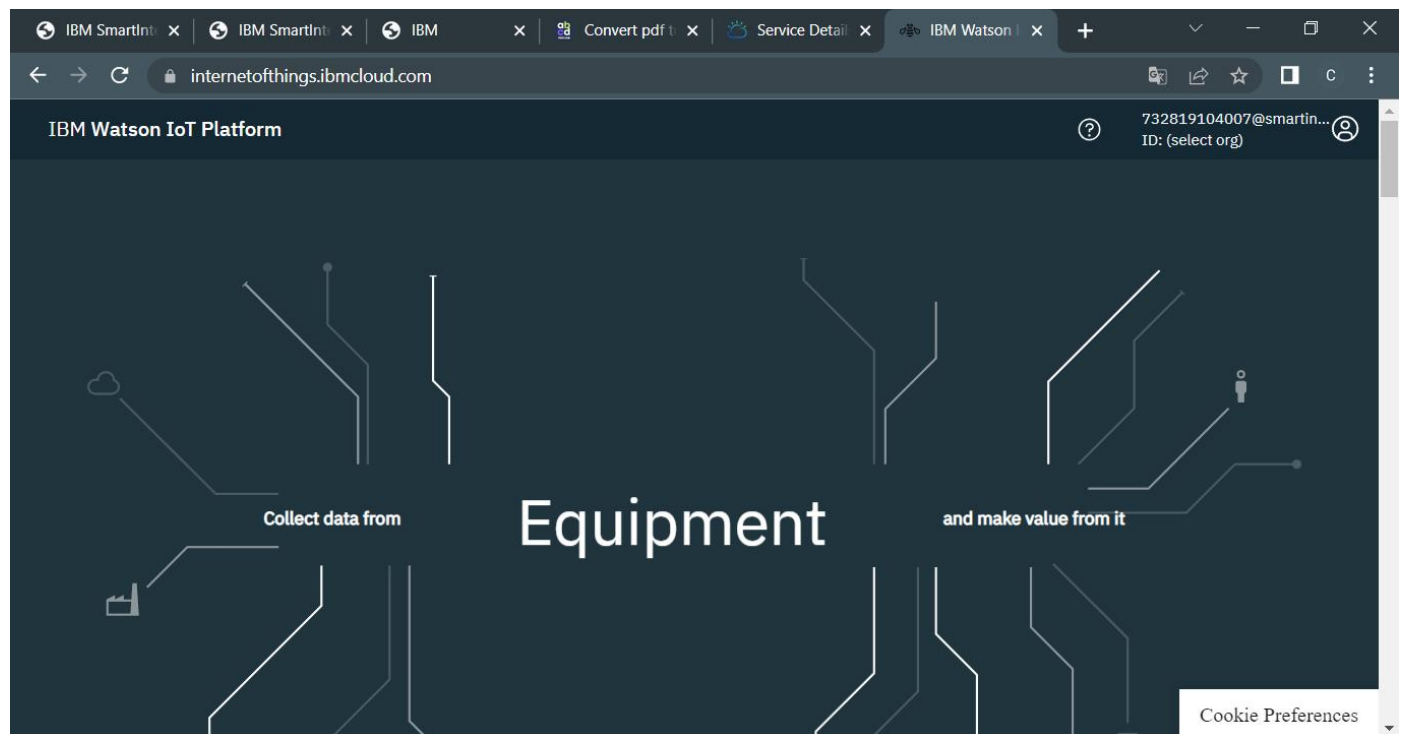 IBM SmartInt
IBM SmartInt
IBM
Convert pdf t
Service Detail
IBM Watson I
internetofthings.ibmcloud.com
C
IBM Watson IoT Platform
732819104007@smartin...
ID: (select org)
Collect data from
Equipment
and make value from it
Cookie Preferences